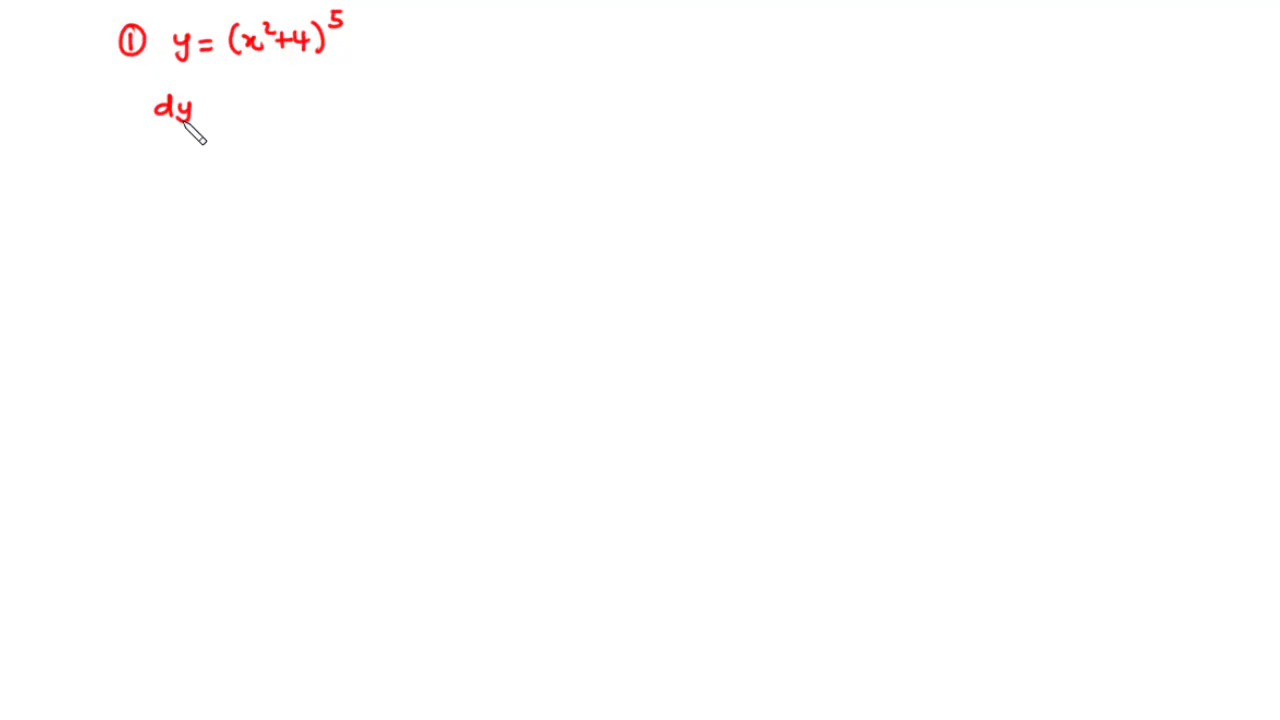 ① y = (x²+4)⁵
dy